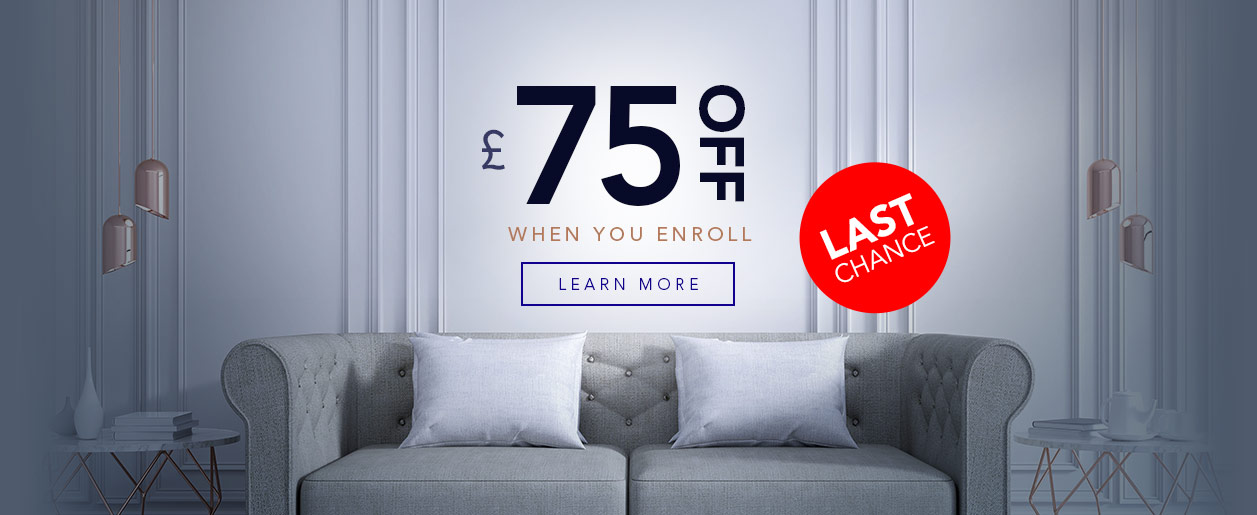 £75 OFF
WHEN YOU ENROLL
LEARN MORE
LAST
CHANCE